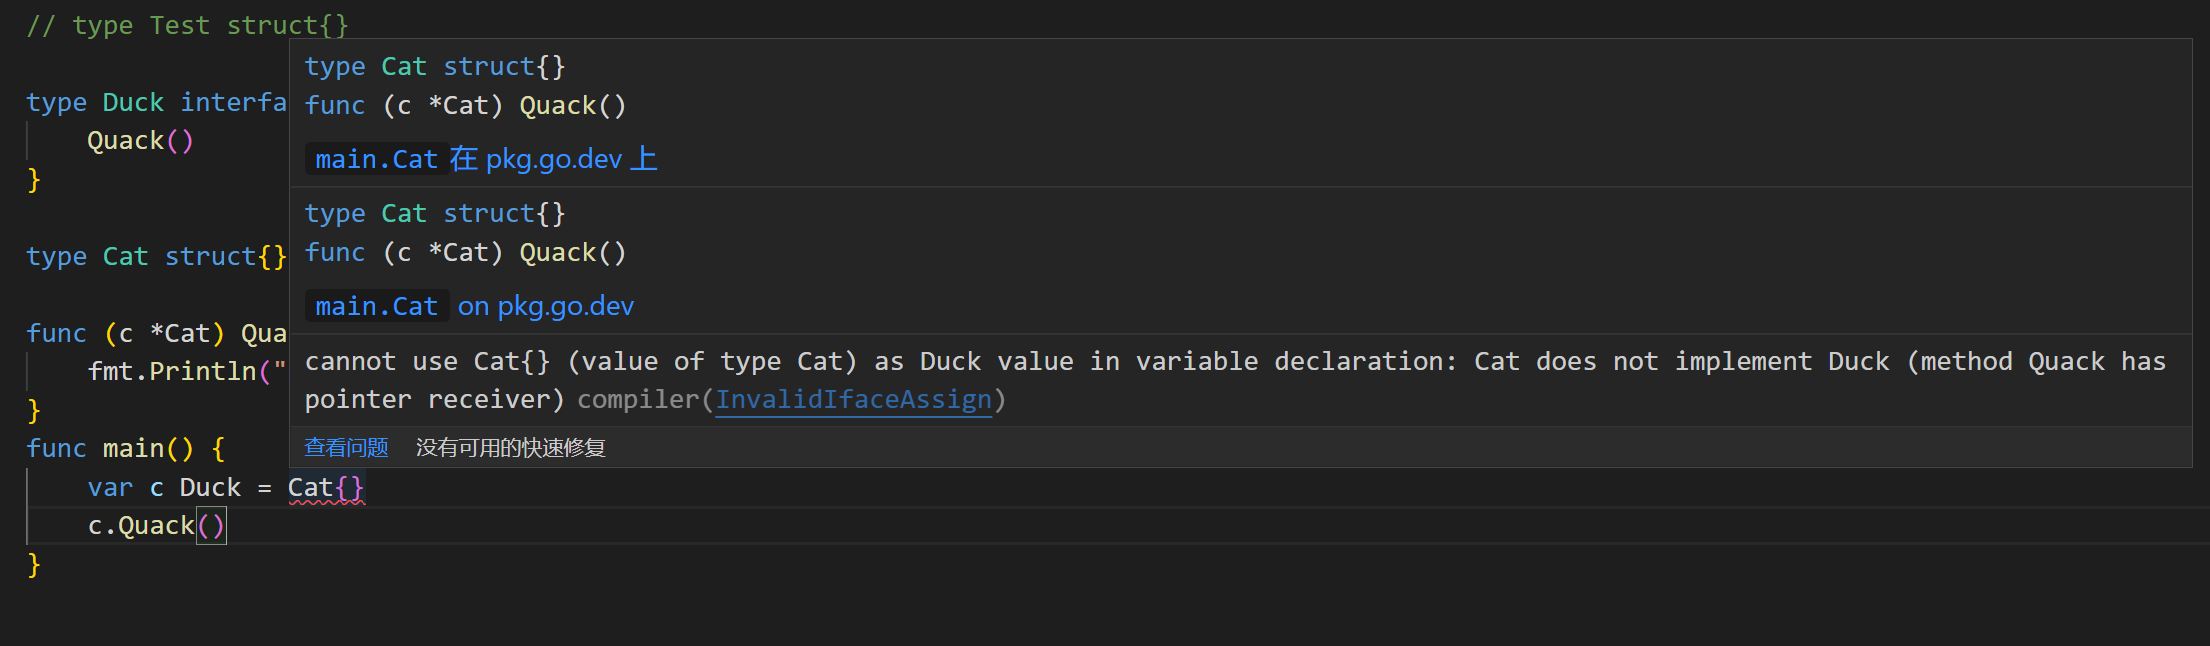 // type Test struct{}
type Duck interfa
Quack()
}
type Cat struct{}
func (c *Cat) Qua
fmt.Println("
}
func main() {
var c Duck = Cat{}
c.Quack()
}
type Cat struct{}
func (c *Cat) Quack()
main.Cat 在 pkg.go.dev 上
type Cat struct{}
func (c *Cat) Quack()
main.Cat on pkg.go.dev
cannot use Cat{} (value of type Cat) as Duck value in variable declaration: Cat does not implement Duck (method Quack has
pointer receiver) compiler(InvalidIfaceAssign)
查看问题 没有可用的快速修复